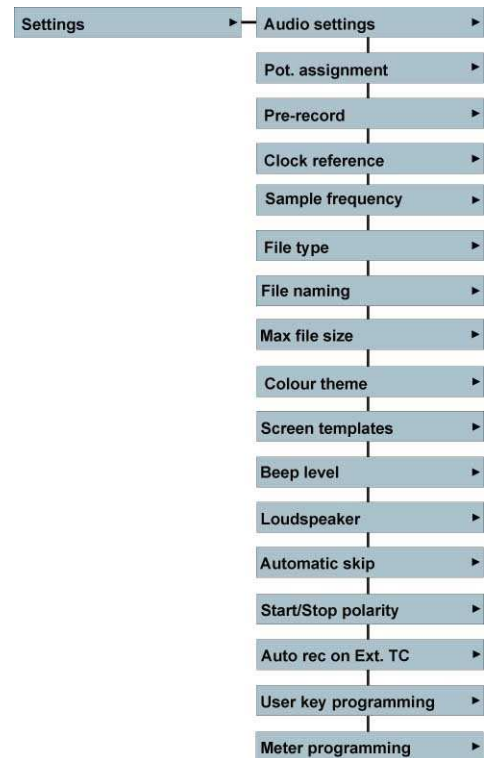 Settings
Audio settings
Pot. assignment
Pre-record
Clock reference
Sample frequency
File type
File naming
Max file size
Colour theme
Screen templates
Beep level
Loudspeaker
Automatic skip
Start/Stop polarity
Auto rec on Ext. TC
User key programming
Meter programming